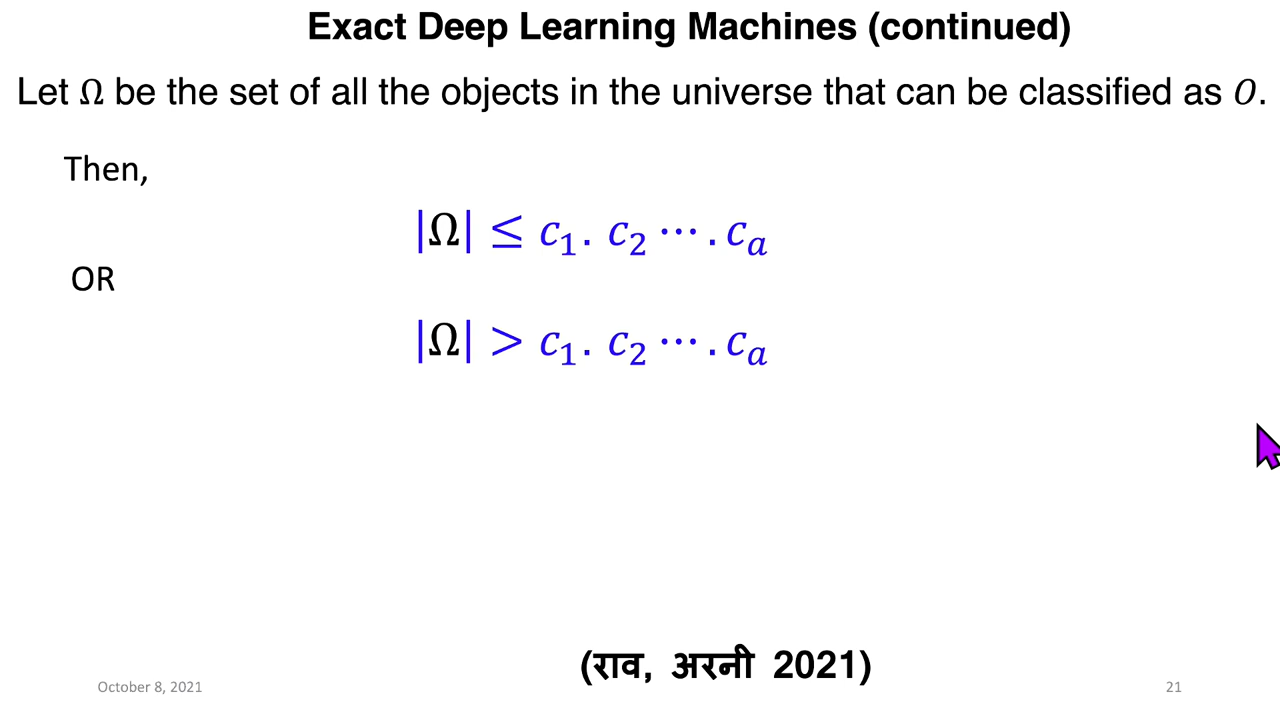 Exact Deep Learning Machines (continued)
Let Ω be the set of all the objects in the universe that can be classified as O.
Then,
|Ω| ≤ c₁. c₂ ⋯ . cₐ
OR
|Ω| > c₁. c₂ ⋯ . cₐ
(राव, अरनी 2021)
October 8, 2021
21